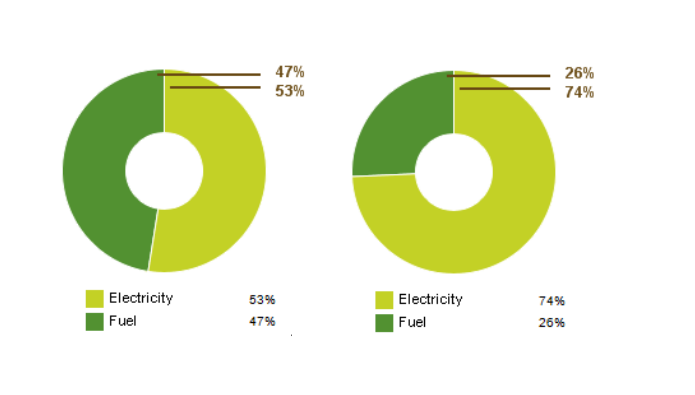 47%
53%
Electricity 53%
Fuel 47%
26%
74%
Electricity 74%
Fuel 26%